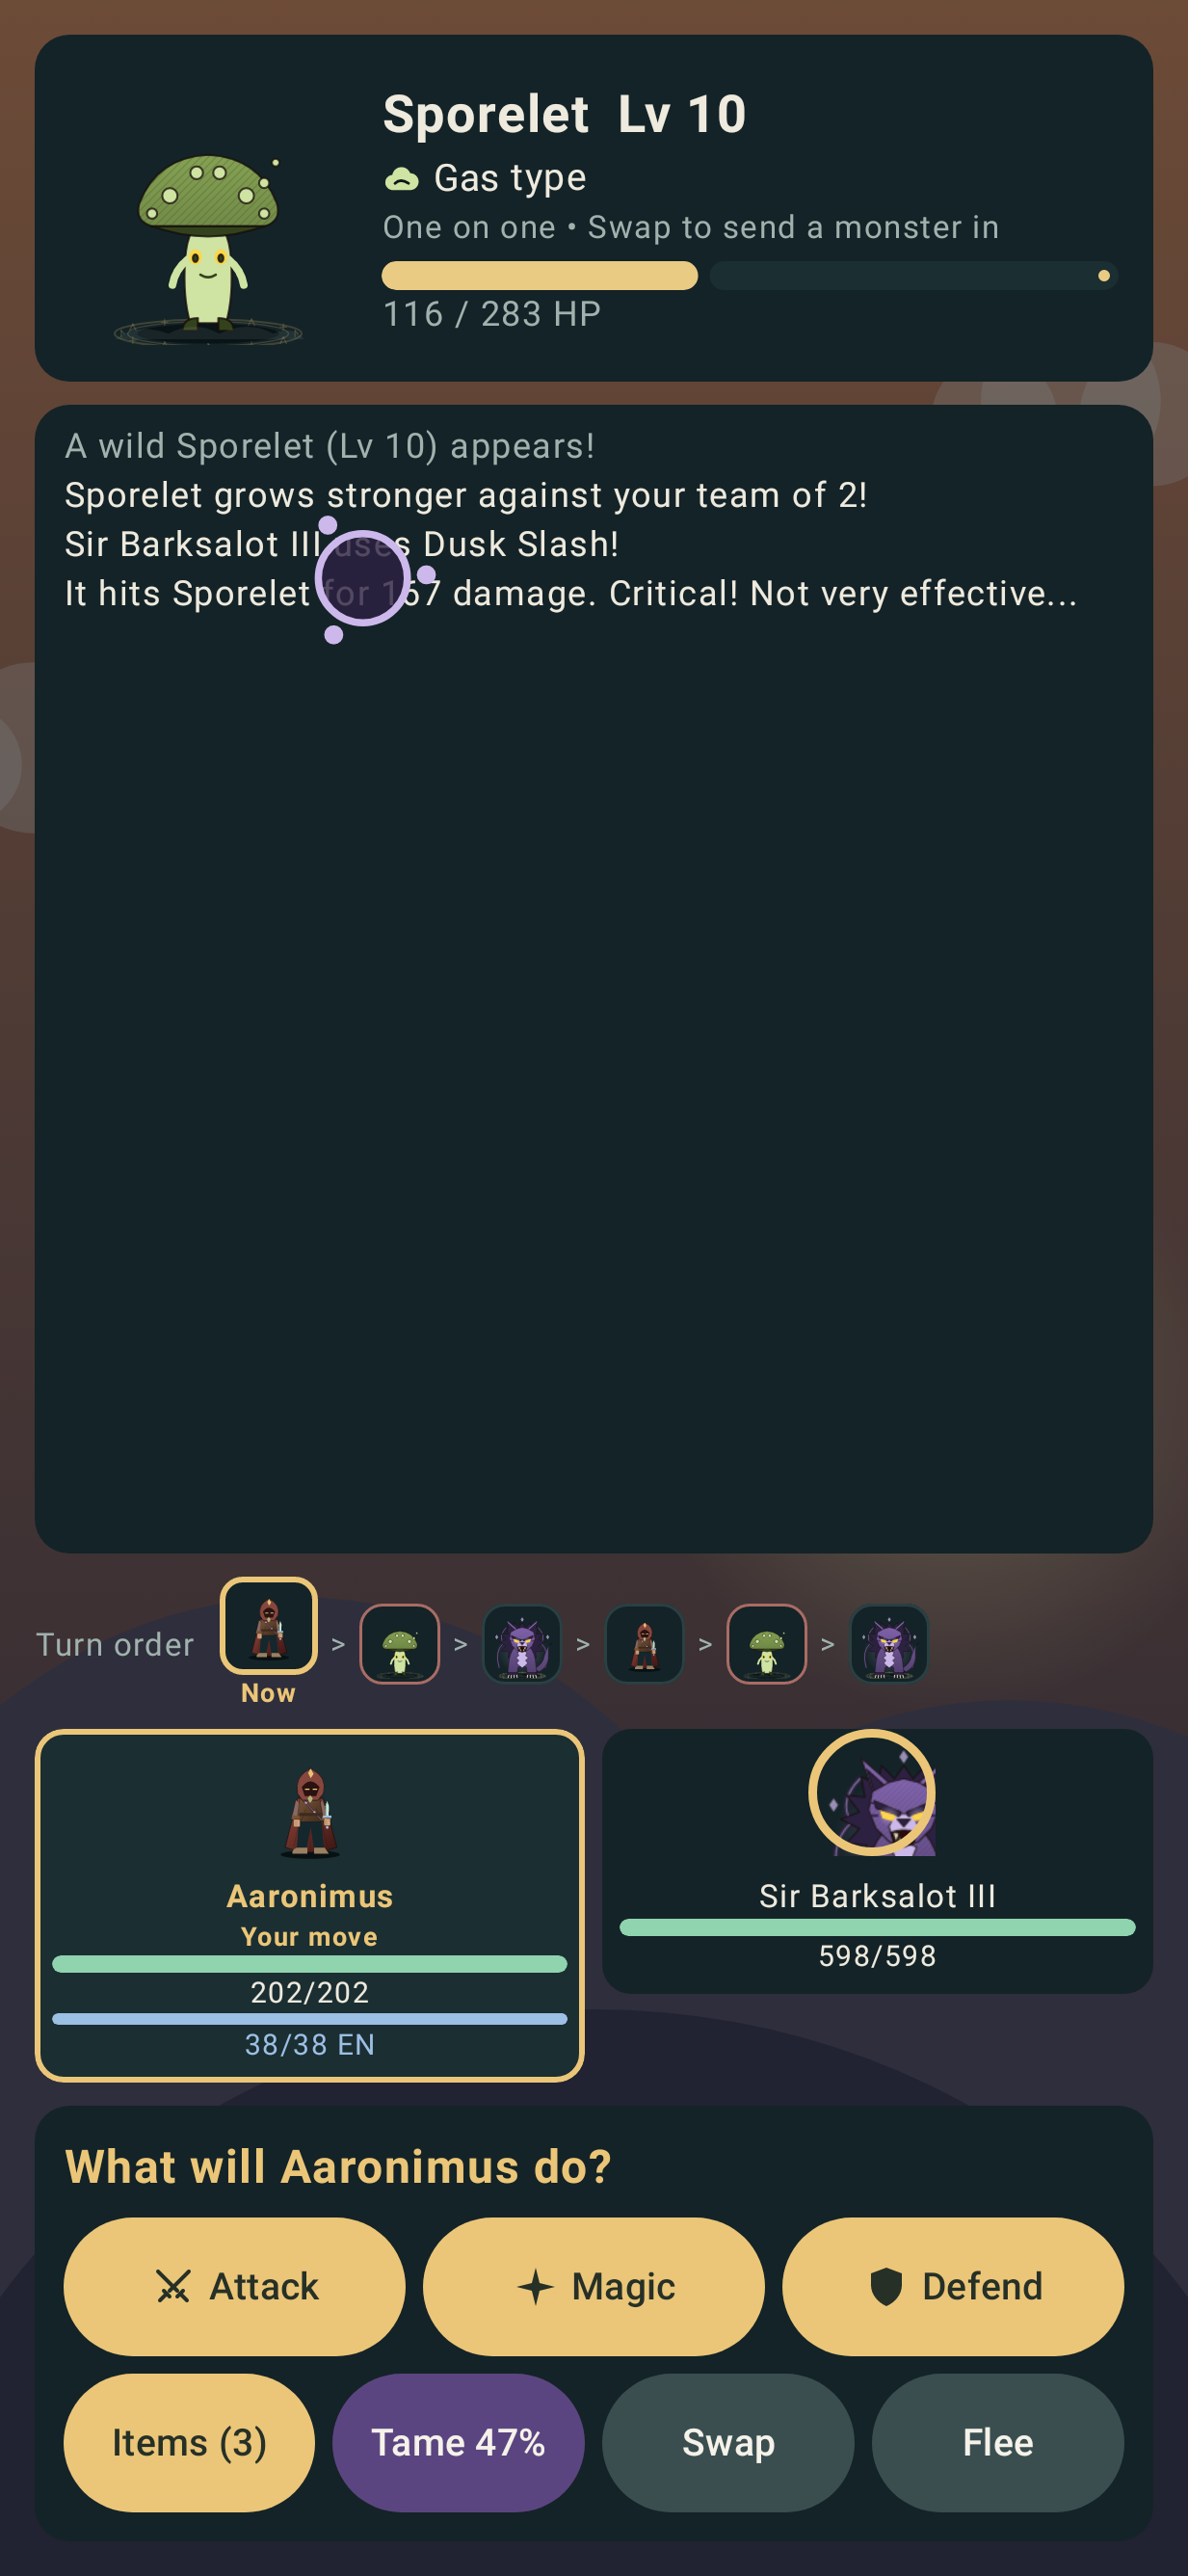 Sporelet Lv 10
Gas type
One on one • Swap to send a monster in
116 / 283 HP
A wild Sporelet (Lv 10) appears!
Sporelet grows stronger against your team of 2!
Sir Barksalot III uses Dusk Slash!
It hits Sporelet for 167 damage. Critical! Not very effective...
Turn order > > > > >
Now
Aaronimus
Your move
202/202
38/38 EN
Sir Barksalot III
598/598
What will Aaronimus do?
Attack Magic Defend
Items (3) Tame 47% Swap Flee